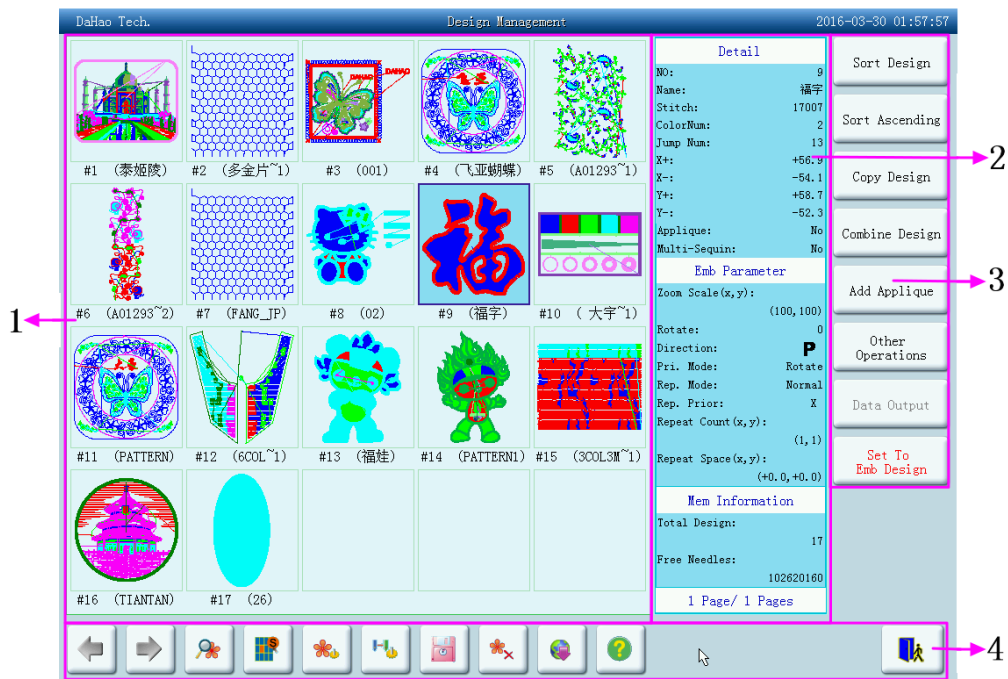 DaHao Tech. Design Management 2016-03-30 01:57:57
#1 (泰姬陵) #2 (多金片~1) #3 (001) #4 (飞亚蝴蝶) #5 (A01293~1)
DAHAO DAHAO
#6 (A01293~2) #7 (FANG_JP) #8 (02) #9 (福字) #10 ( 大宇~1)
福
#11 (PATTERN) #12 (6COL~1) #13 (福娃) #14 (PATTERN1) #15 (3COL3M~1)
#16 (TIANTAN) #17 (26)
Detail
NO: 9
Name: 福字
Stitch: 17007
ColorNum: 2
Jump Num: 13
X+: +56.9
X-: -54.1
Y+: +58.7
Y-: -52.3
Applique: No
Multi-Sequin: No
Emb Parameter
Zoom Scale(x,y):
(100,100)
Rotate: 0
Direction: P
Pri. Mode: Rotate
Rep. Mode: Normal
Rep. Prior: X
Repeat Count(x,y):
(1,1)
Repeat Space(x,y):
(+0.0,+0.0)
Mem Information
Total Design:
17
Free Needles:
102620160
1 Page/ 1 Pages
Sort Design
Sort Ascending
Copy Design
Combine Design
Add Applique
Other
Operations
Data Output
Set To
Emb Design
S
?
1
2
3
4